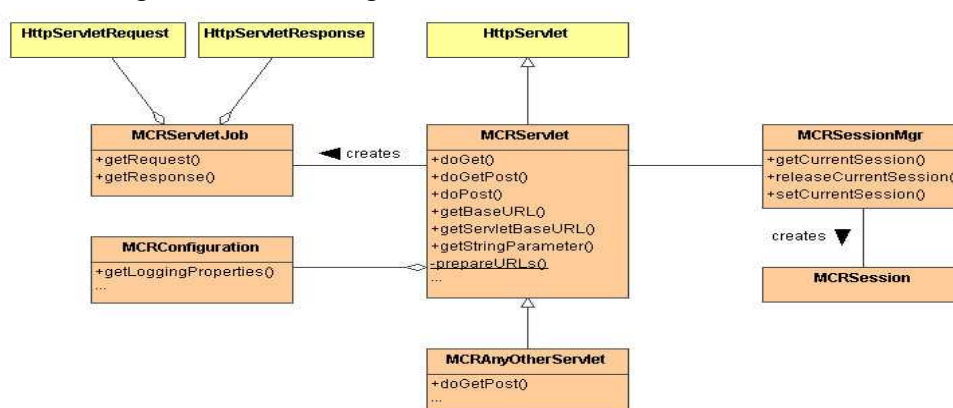 HttpServletRequest
HttpServletResponse
HttpServlet
MCRServletJob
+getRequest()
+getResponse()
creates
MCRServlet
+doGet()
+doGetPost()
+doPost()
+getBaseURL()
+getServletBaseURL()
+getStringParameter()
-prepareURLs()
...
MCRSessionMgr
+getCurrentSession()
+releaseCurrentSession()
+setCurrentSession()
creates
MCRConfiguration
+getLoggingProperties()
...
MCRSession
MCRAnyOtherServlet
+doGetPost()
...